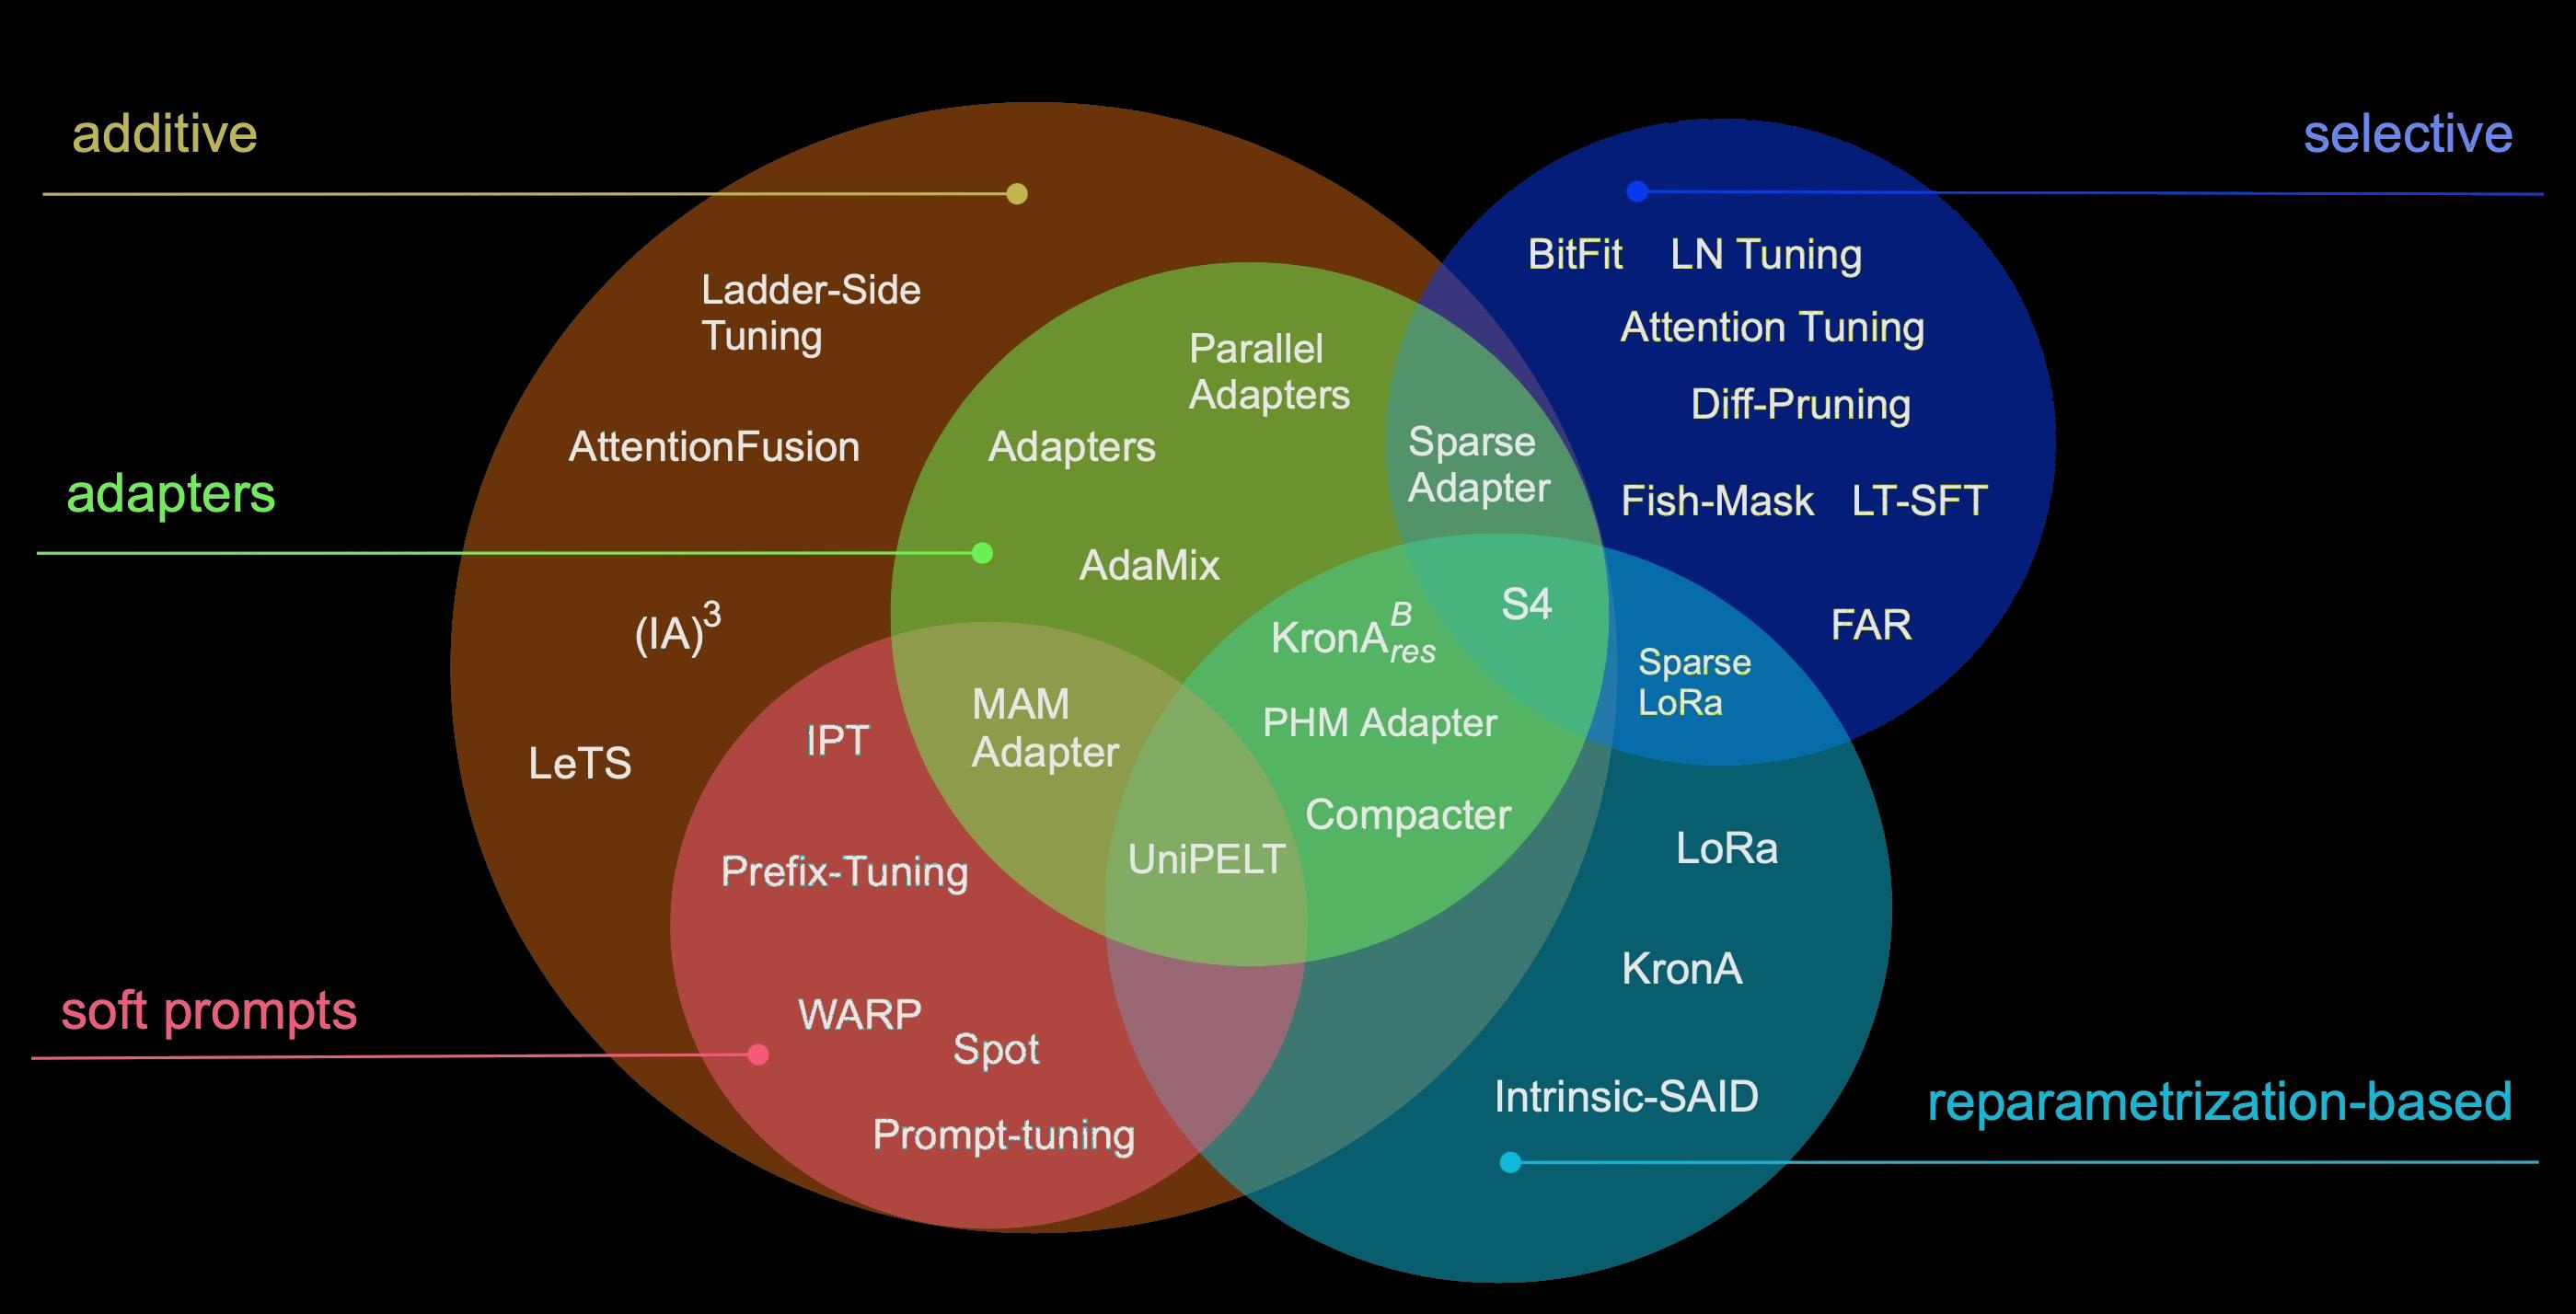 additive
selective
BitFit LN Tuning
Ladder-Side
Tuning
Attention Tuning
Parallel
Adapters
Diff-Pruning
AttentionFusion
Adapters
Sparse
Adapter
adapters
Fish-Mask LT-SFT
AdaMix
(IA)³
KronA^B_res
S4
FAR
Sparse
LoRa
MAM
Adapter
IPT
PHM Adapter
LeTS
Compacter
LoRa
UniPELT
Prefix-Tuning
KronA
soft prompts
WARP
Spot
Intrinsic-SAID
reparametrization-based
Prompt-tuning